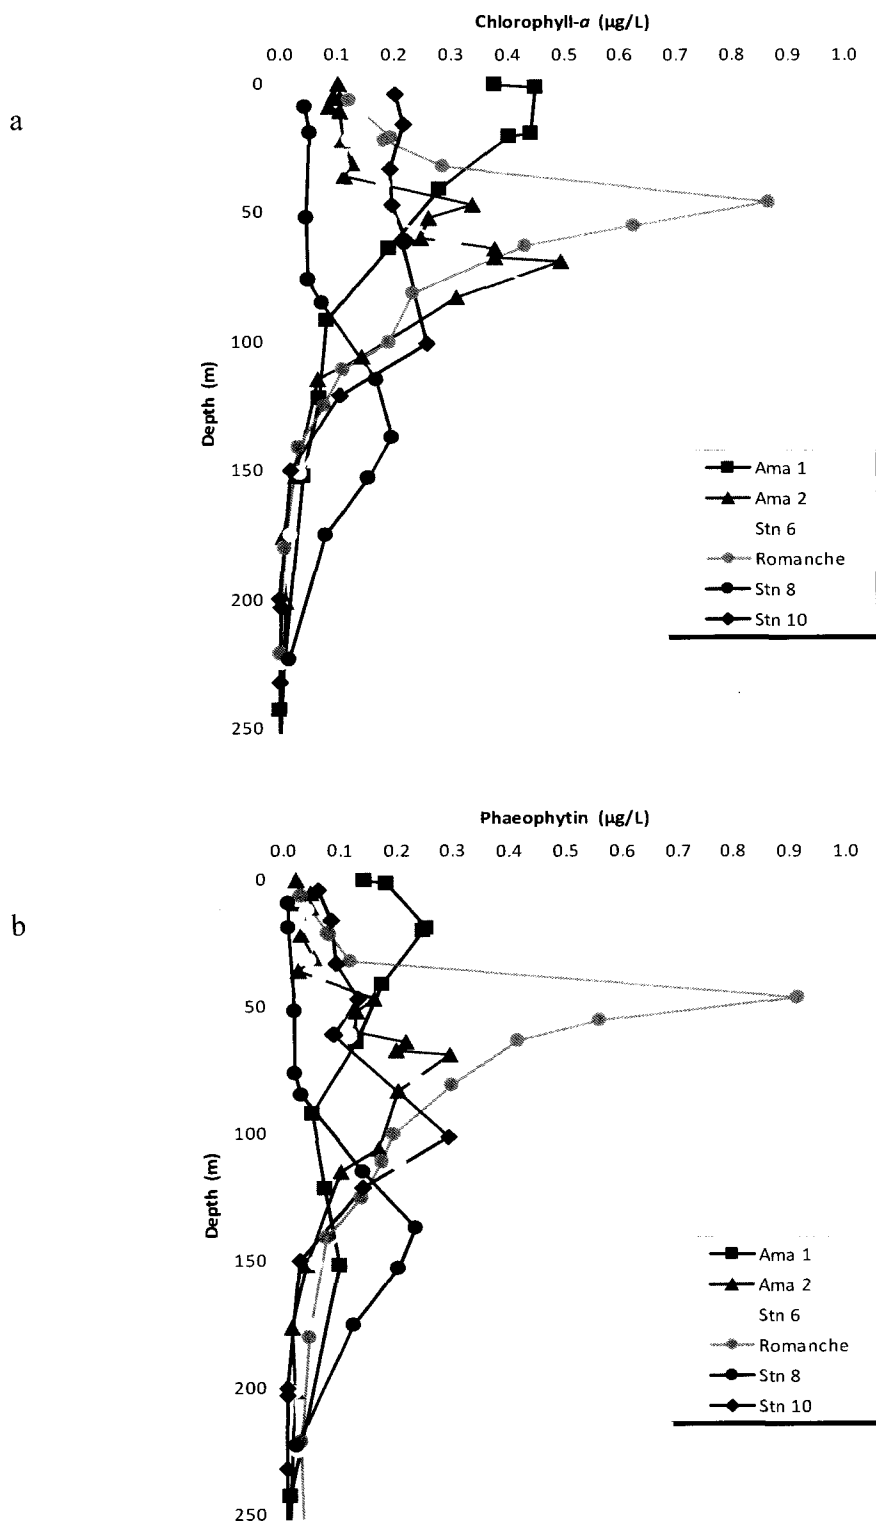 Chlorophyll-a (µg/L)
0.0 0.1 0.2 0.3 0.4 0.5 0.6 0.7 0.8 0.9 1.0
a
Depth (m)
0
50
100
150
200
250
Ama 1
Ama 2
Stn 6
Romanche
Stn 8
Stn 10
Phaeophytin (µg/L)
0.0 0.1 0.2 0.3 0.4 0.5 0.6 0.7 0.8 0.9 1.0
b
Depth (m)
0
50
100
150
200
250
Ama 1
Ama 2
Stn 6
Romanche
Stn 8
Stn 10